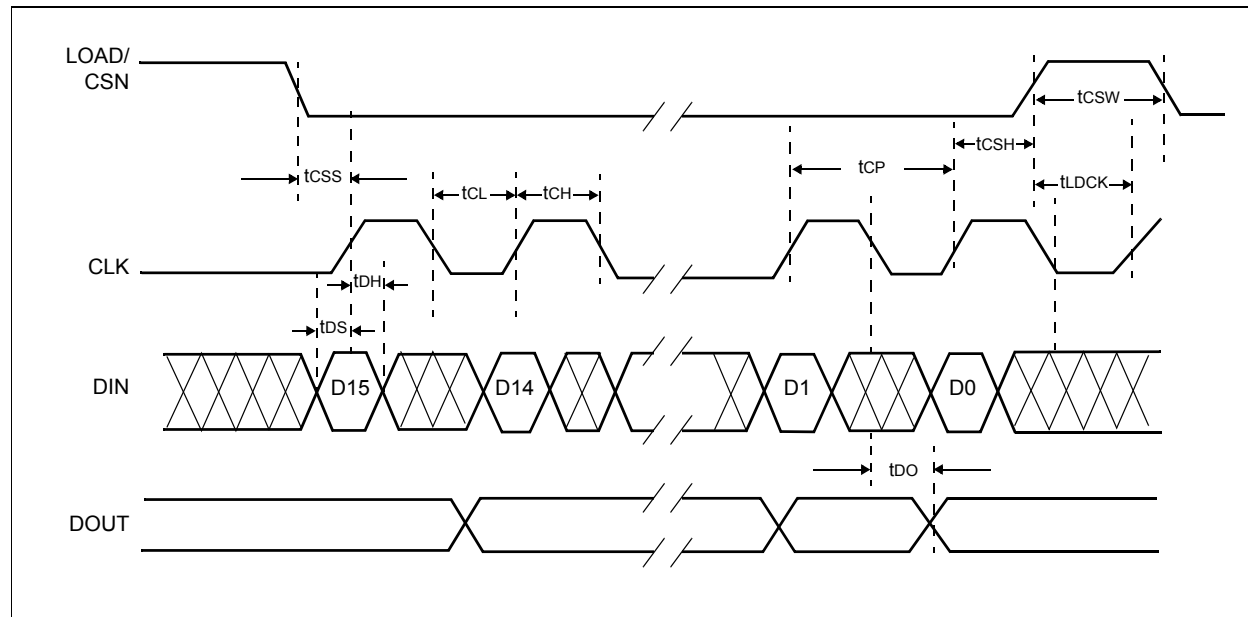 LOAD/
CSN
tCSW
tCSH
tCP
tCSS
tCL
tCH
tLDCK
CLK
tDH
tDS
DIN
D15
D14
D1
D0
tDO
DOUT